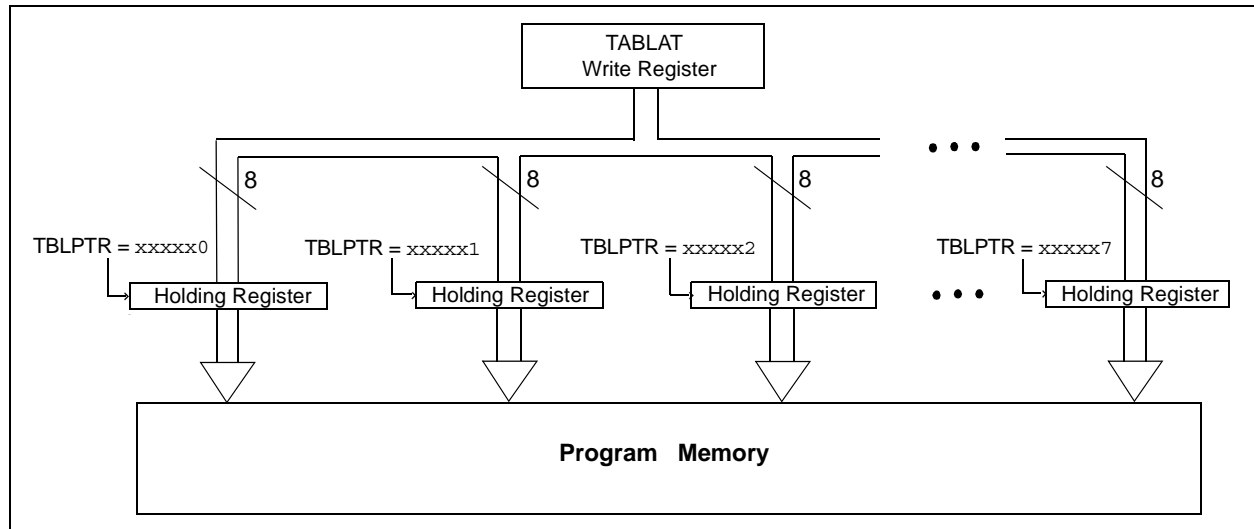 TABLAT
Write Register
8
8
8
8
TBLPTR = xxxxx0
TBLPTR = xxxxx1
TBLPTR = xxxxx2
TBLPTR = xxxxx7
Holding Register
Holding Register
Holding Register
Holding Register
Program Memory